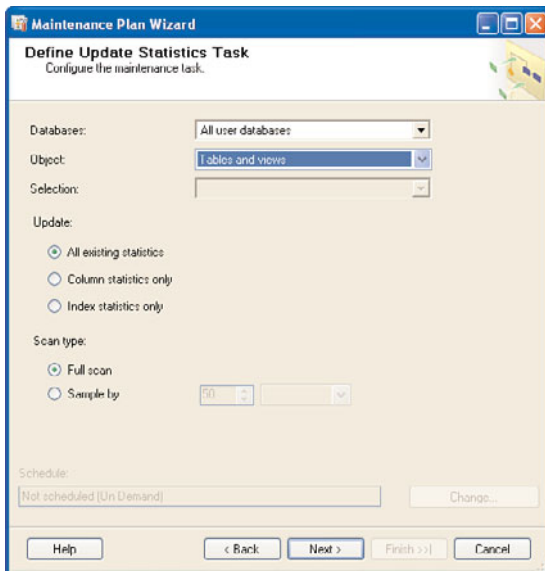 Maintenance Plan Wizard
Define Update Statistics Task
Configure the maintenance task.
Databases: All user databases
Object: Tables and views
Selection:
Update:
All existing statistics
Column statistics only
Index statistics only
Scan type:
Full scan
Sample by 50
Schedule:
Not scheduled (On Demand) Change...
Help < Back Next > Finish >>| Cancel